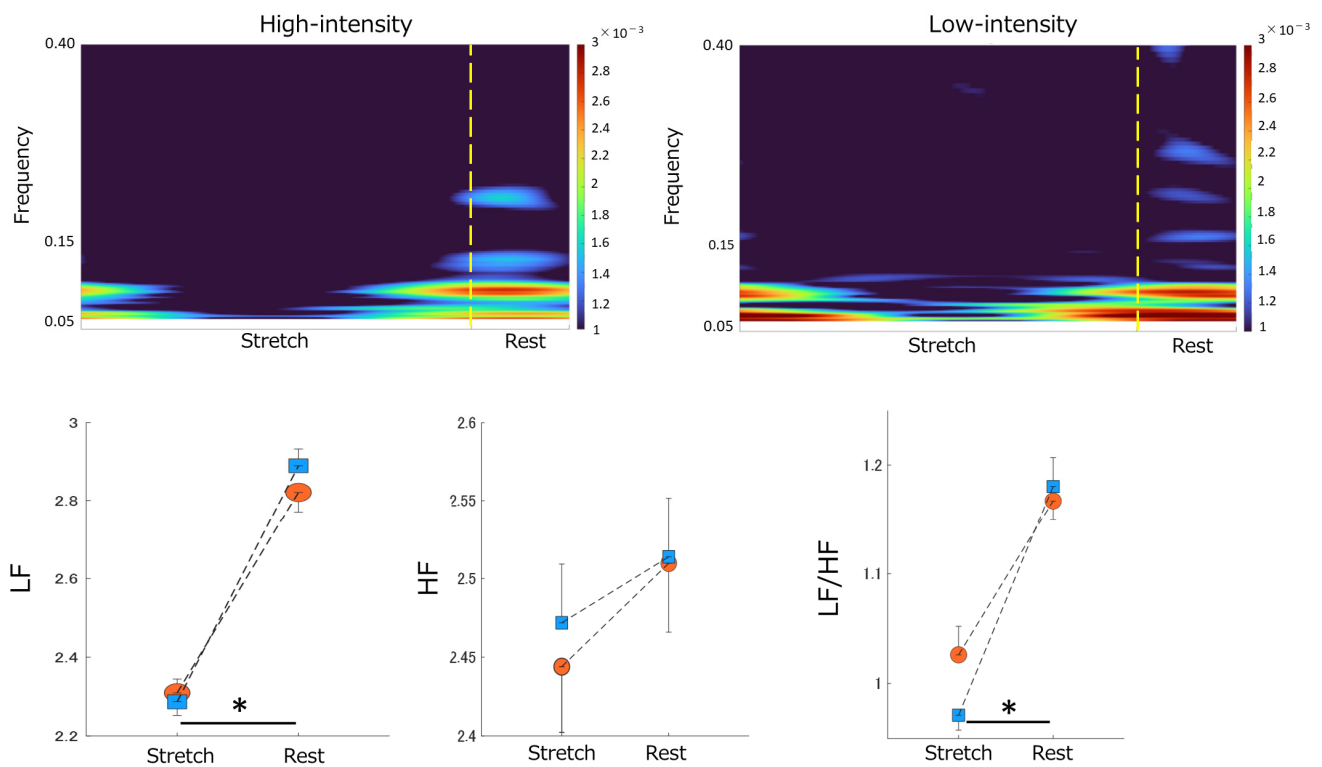 High-intensity
×10⁻³
0.40
0.15
0.05
Frequency
3
2.8
2.6
2.4
2.2
2
1.8
1.6
1.4
1.2
1
Stretch
Rest
Low-intensity
×10⁻³
0.40
0.15
0.05
Frequency
3
2.8
2.6
2.4
2.2
2
1.8
1.6
1.4
1.2
1
Stretch
Rest
LF
3
2.8
2.6
2.4
2.2
*
Stretch
Rest
HF
2.6
2.55
2.5
2.45
2.4
Stretch
Rest
LF/HF
1.2
1.1
1
*
Stretch
Rest